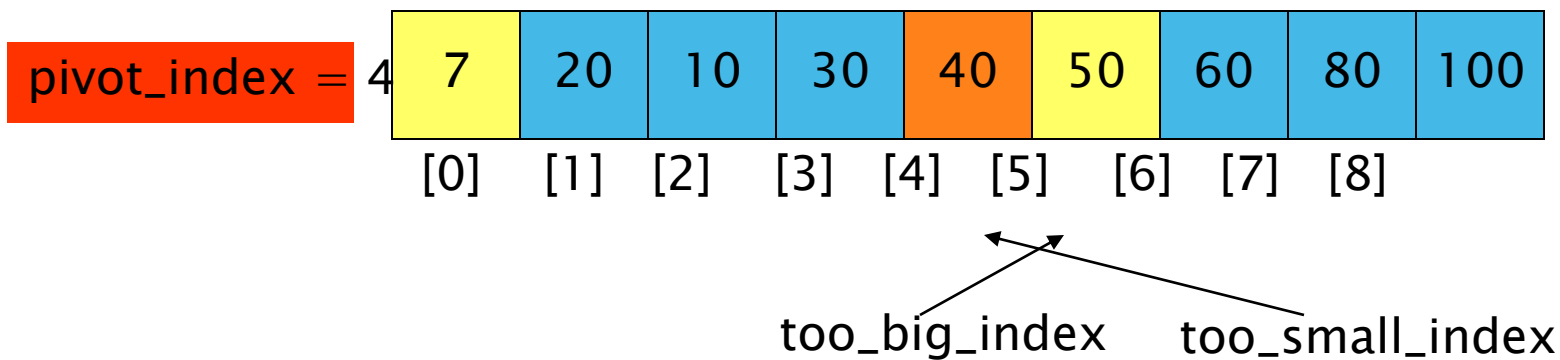 pivot_index = 4 7 20 10 30 40 50 60 80 100
[0] [1] [2] [3] [4] [5] [6] [7] [8]
too_big_index too_small_index